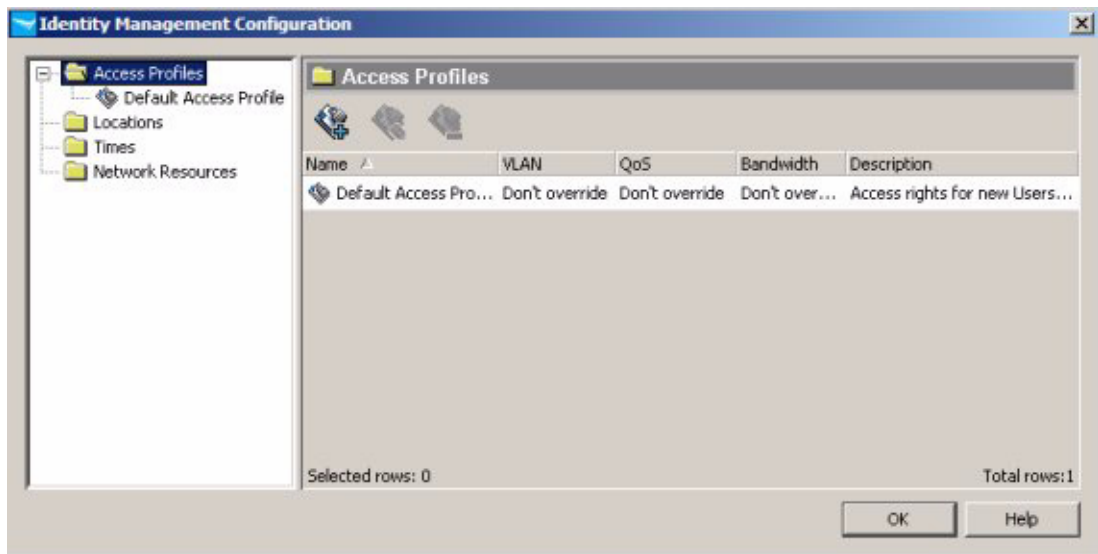 Identity Management Configuration
Access Profiles
Default Access Profile
Locations
Times
Network Resources
Access Profiles
Name VLAN QoS Bandwidth Description
Default Access Pro... Don't override Don't override Don't over... Access rights for new Users...
Selected rows: 0 Total rows:1
OK Help